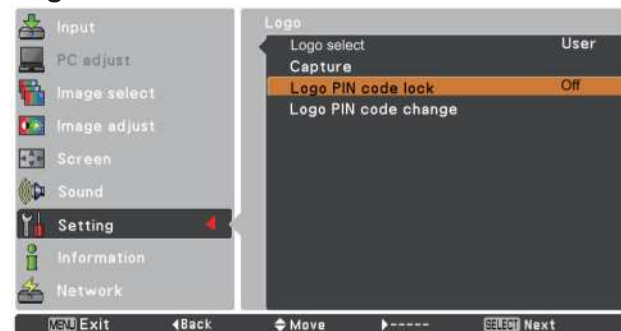 Input
PC adjust
Image select
Image adjust
Screen
Sound
Setting
Information
Network
Logo
Logo select User
Capture
Logo PIN code lock Off
Logo PIN code change
MENU Exit ◀Back Move ▶----- SELECT Next